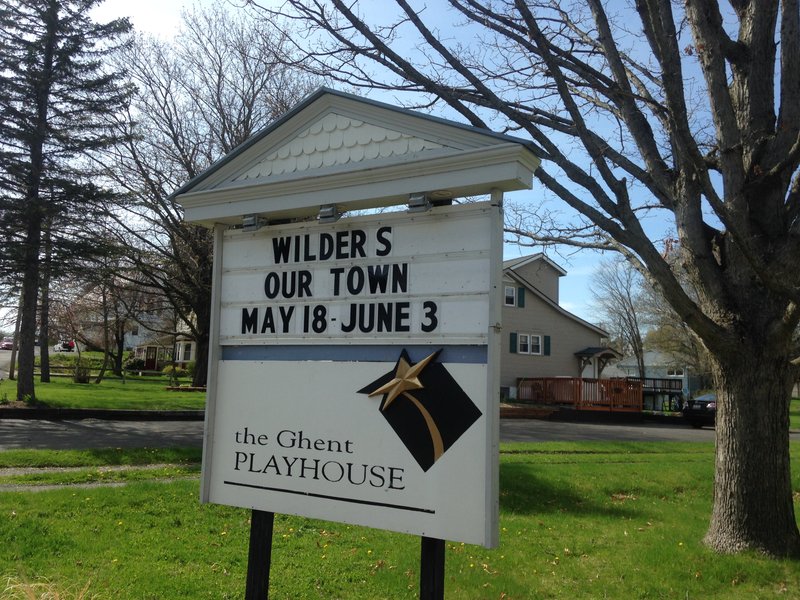 WILDER S
OUR TOWN
MAY 18-JUNE 3
the Ghent
PLAYHOUSE